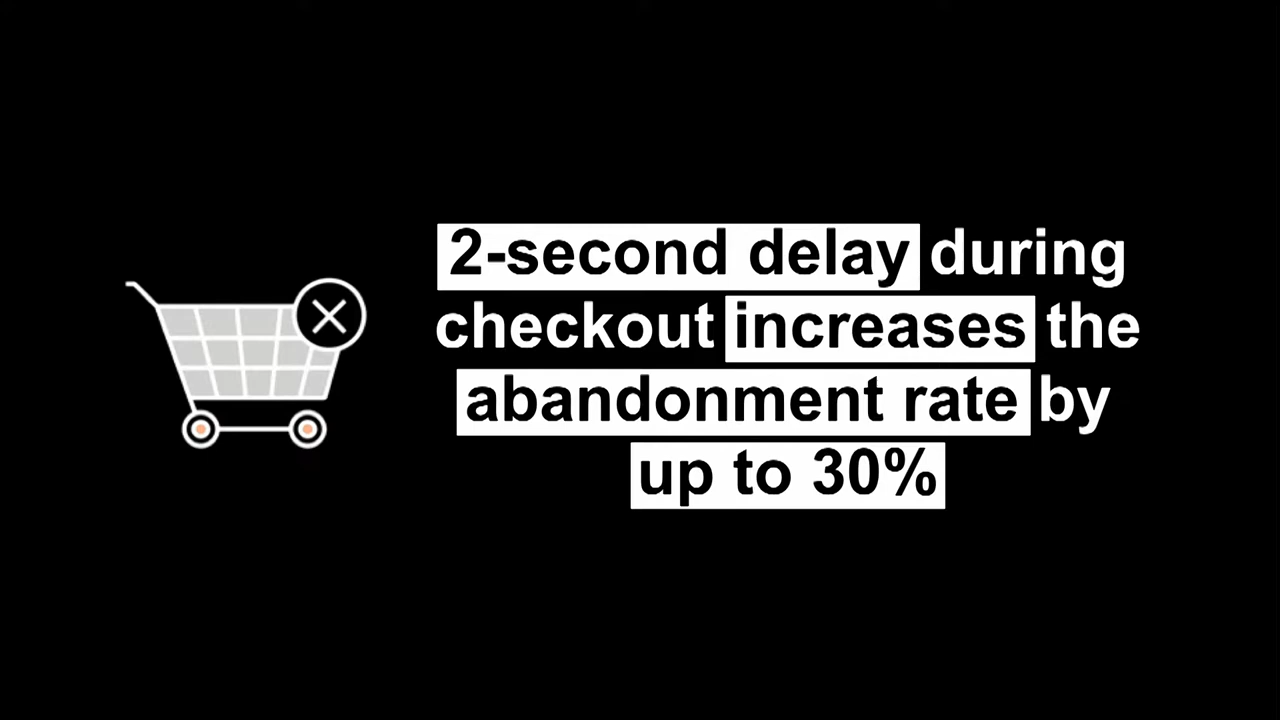 2-second delay during
checkout increases the
abandonment rate by
up to 30%